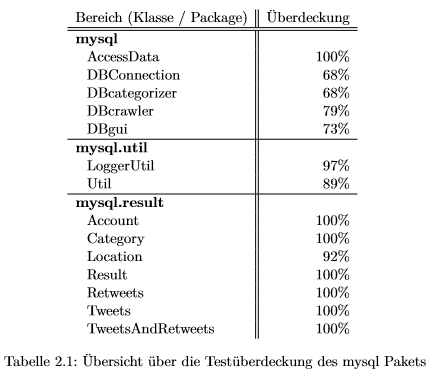 Bereich (Klasse / Package) Überdeckung
mysql
AccessData 100%
DBConnection 68%
DBcategorizer 68%
DBcrawler 79%
DBgui 73%
mysql.util
LoggerUtil 97%
Util 89%
mysql.result
Account 100%
Category 100%
Location 92%
Result 100%
Retweets 100%
Tweets 100%
TweetsAndRetweets 100%
Tabelle 2.1: Übersicht über die Testüberdeckung des mysql Pakets